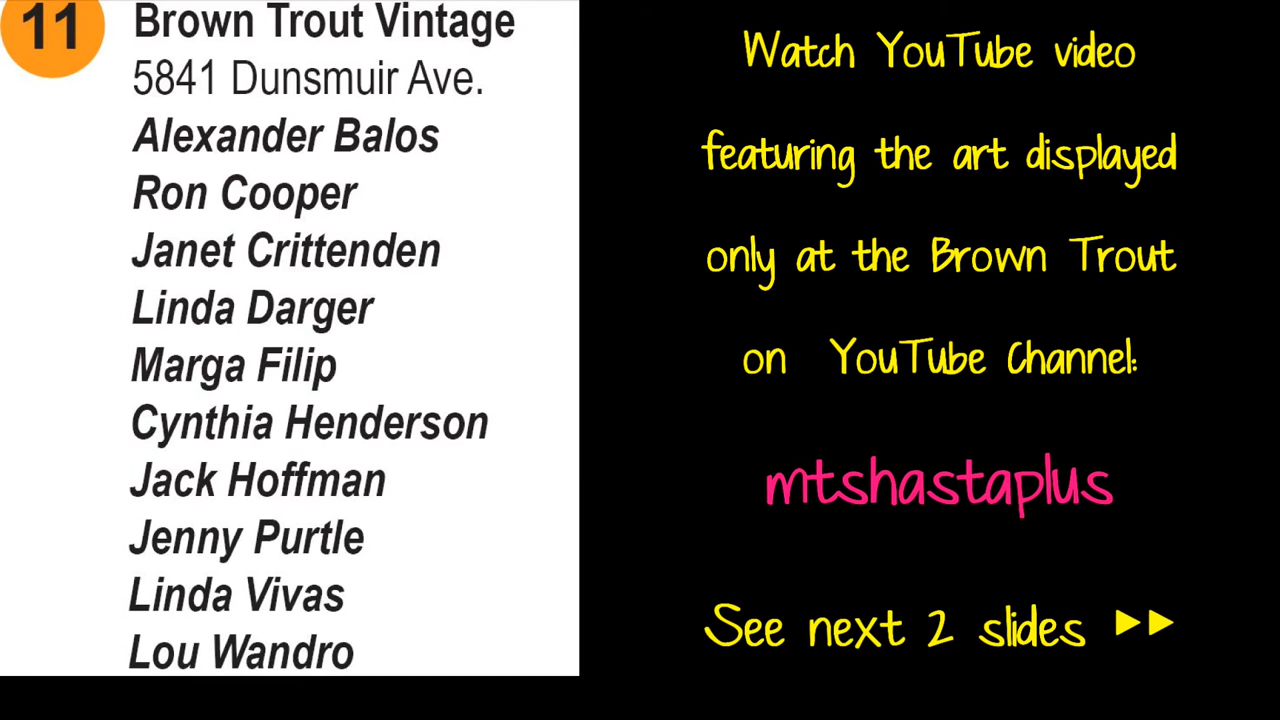 11
Brown Trout Vintage
5841 Dunsmuir Ave.
Alexander Balos
Ron Cooper
Janet Crittenden
Linda Darger
Marga Filip
Cynthia Henderson
Jack Hoffman
Jenny Purtle
Linda Vivas
Lou Wandro
Watch YouTube video
featuring the art displayed
only at the Brown Trout
on YouTube Channel:
mtshastaplus
See next 2 slides ►►